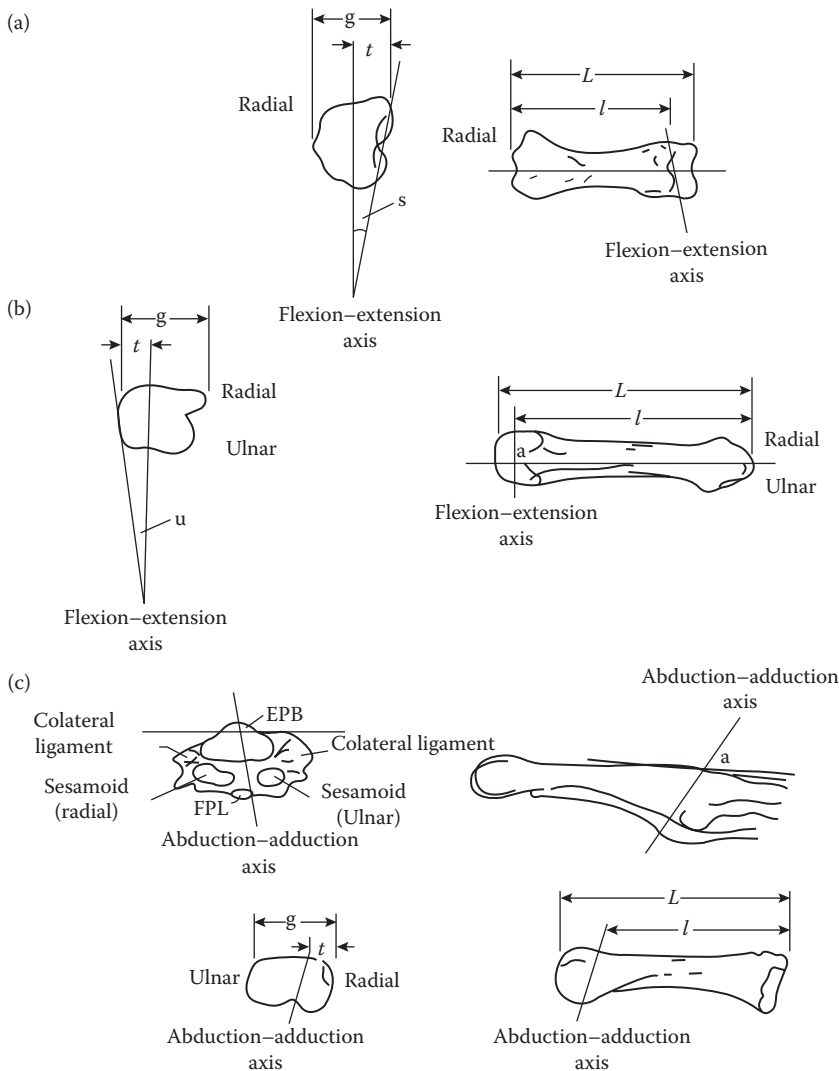 (a)
g
t
Radial
s
Flexion–extension
axis
L
l
Radial
Flexion–extension
axis
(b)
g
t
Radial
Ulnar
u
Flexion–extension
axis
L
l
a
Radial
Ulnar
Flexion–extension
axis
(c)
EPB
Colateral
ligament
Colateral ligament
Sesamoid
(radial)
FPL
Sesamoid
(Ulnar)
Abduction–adduction
axis
Abduction–adduction
axis
a
g
t
Ulnar
Radial
Abduction–adduction
axis
L
l
Abduction–adduction
axis